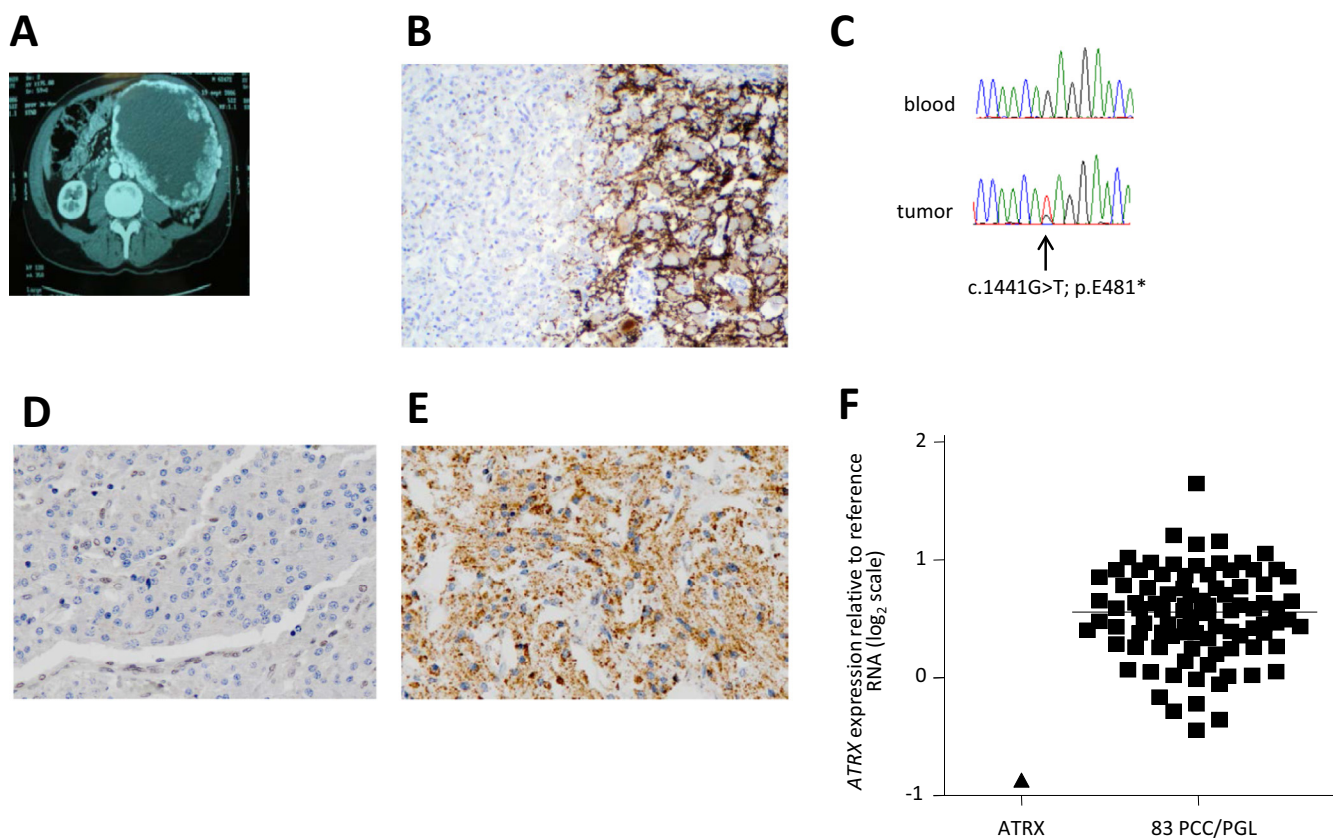 A
B
C
blood
tumor
c.1441G>T; p.E481*
D
E
F
ATRX expression relative to reference
RNA (log2 scale)
2
1
0
-1
ATRX
83 PCC/PGL